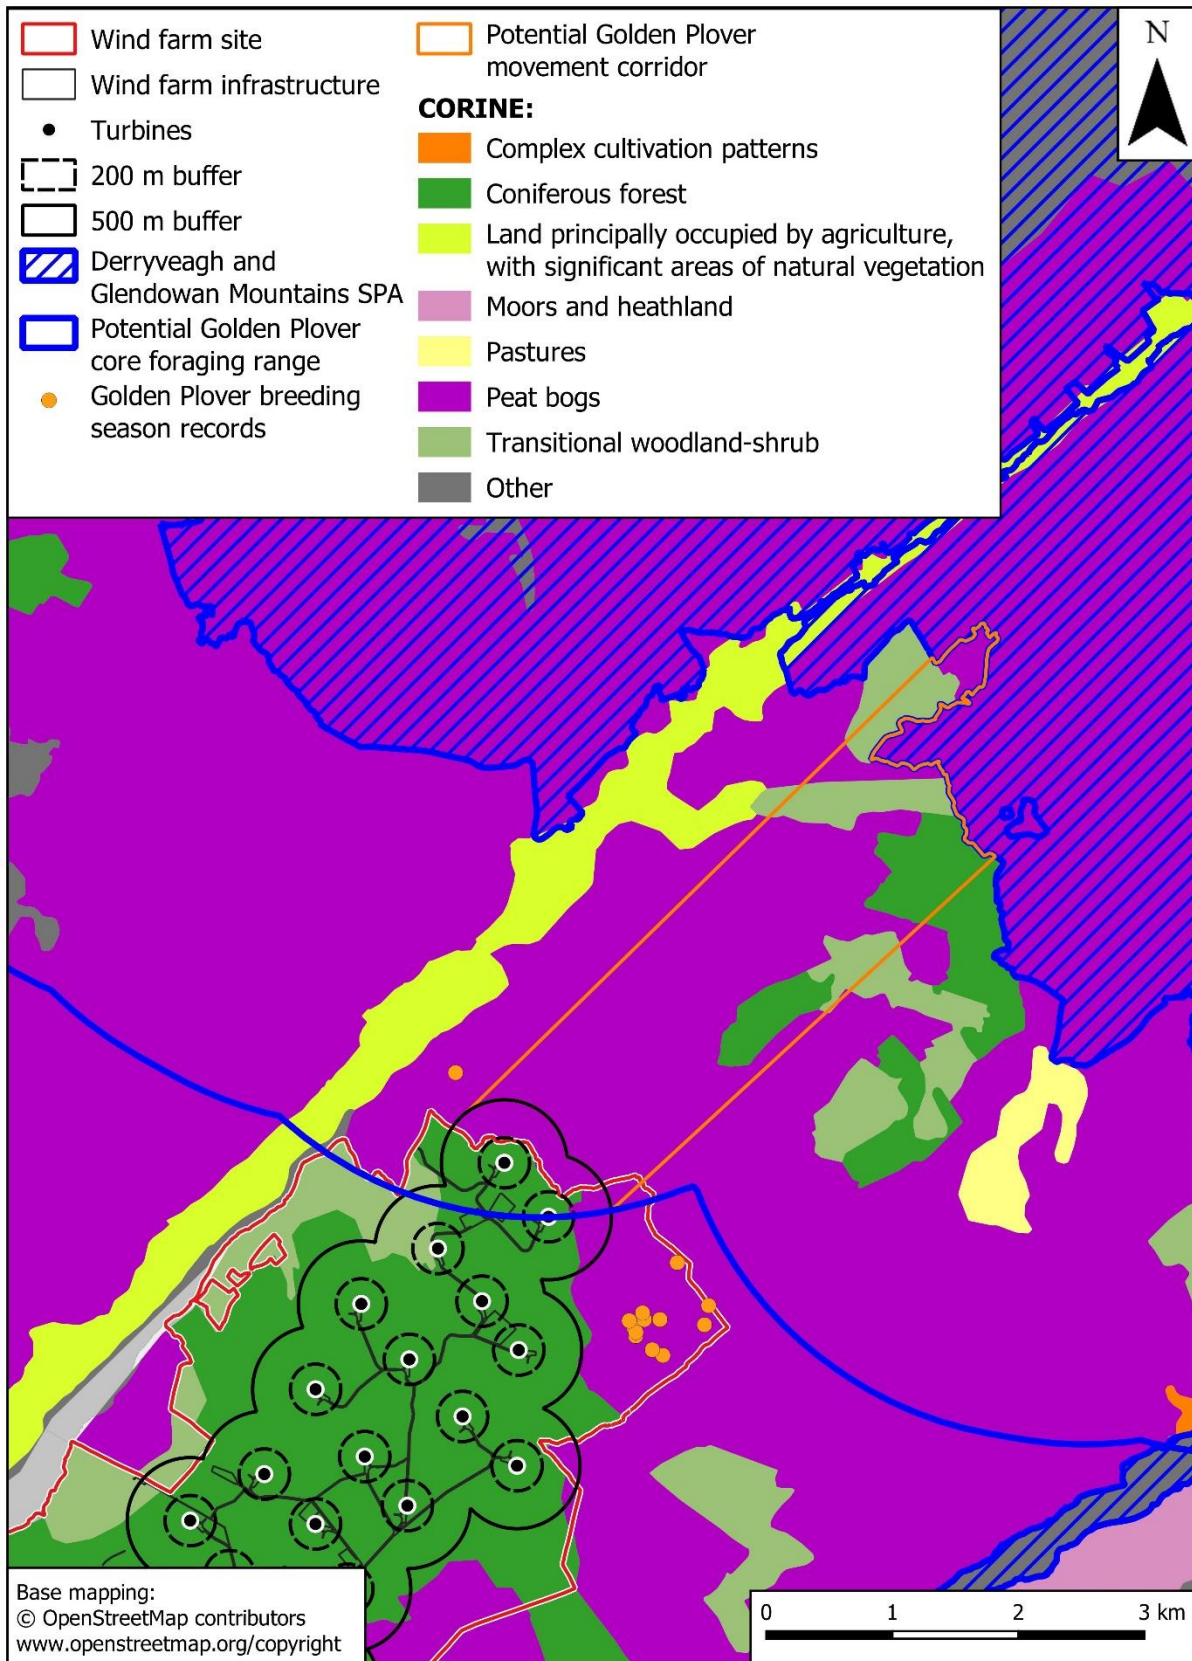 Wind farm site
Wind farm infrastructure
Turbines
200 m buffer
500 m buffer
Derryveagh and
Glendowan Mountains SPA
Potential Golden Plover
core foraging range
Golden Plover breeding
season records
Potential Golden Plover
movement corridor
CORINE:
Complex cultivation patterns
Coniferous forest
Land principally occupied by agriculture,
with significant areas of natural vegetation
Moors and heathland
Pastures
Peat bogs
Transitional woodland-shrub
Other
N
Base mapping:
© OpenStreetMap contributors
www.openstreetmap.org/copyright
0 1 2 3 km